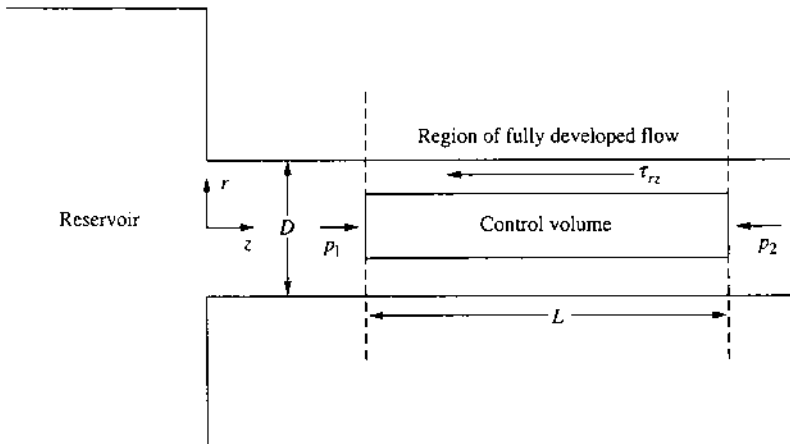 Region of fully developed flow
τrz
r
Reservoir
z
D
p1
Control volume
p2
L